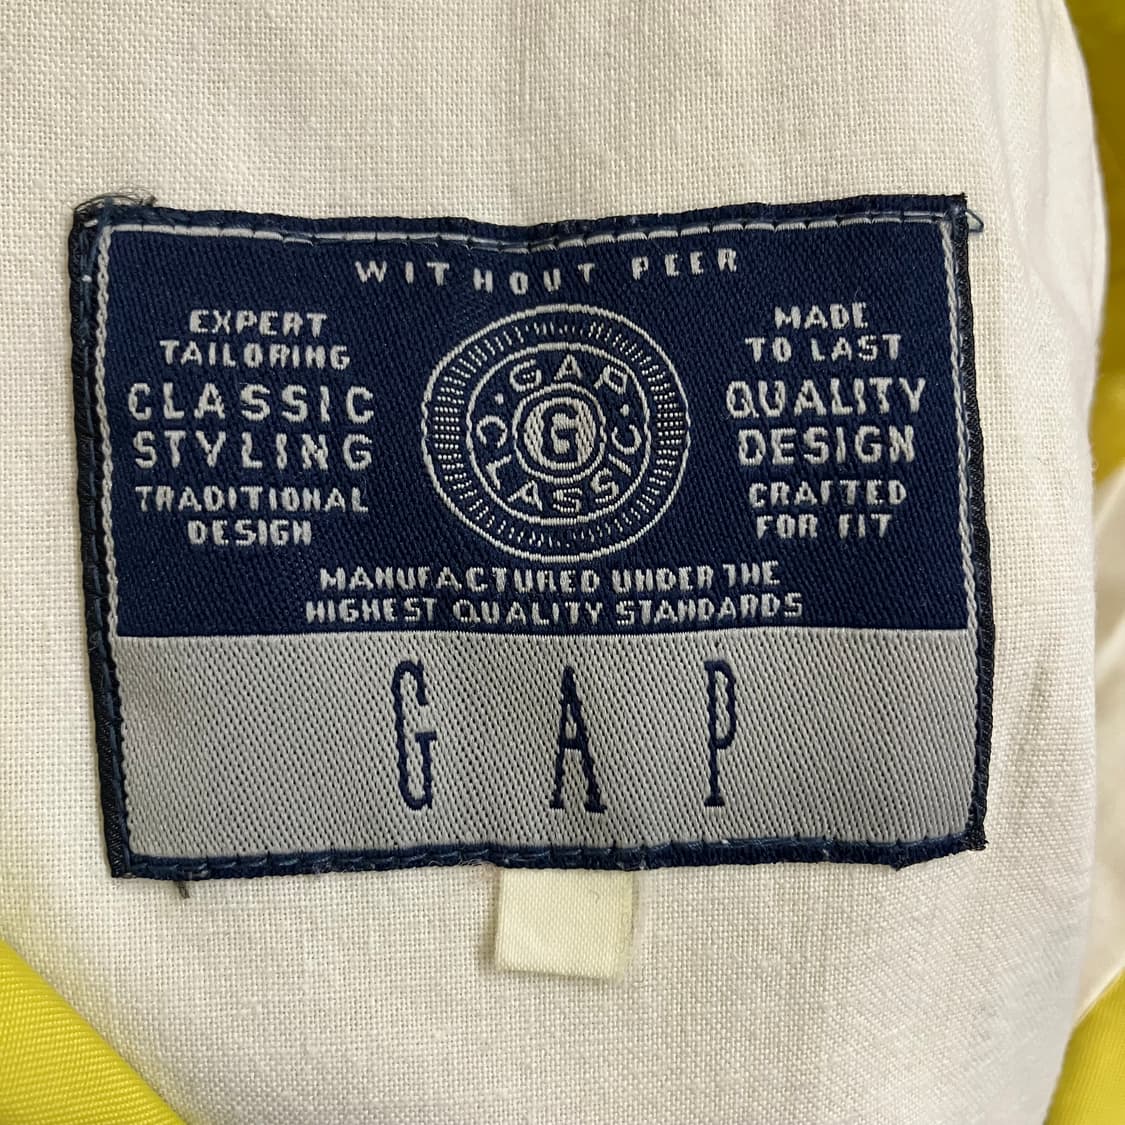 WITHOUT PEER
EXPERT
TAILORING
CLASSIC
STYLING
TRADITIONAL
DESIGN
GAP
G
CLASSIC
MADE
TO LAST
QUALITY
DESIGN
CRAFTED
FOR FIT
MANUFACTURED UNDER THE
HIGHEST QUALITY STANDARDS
GAP